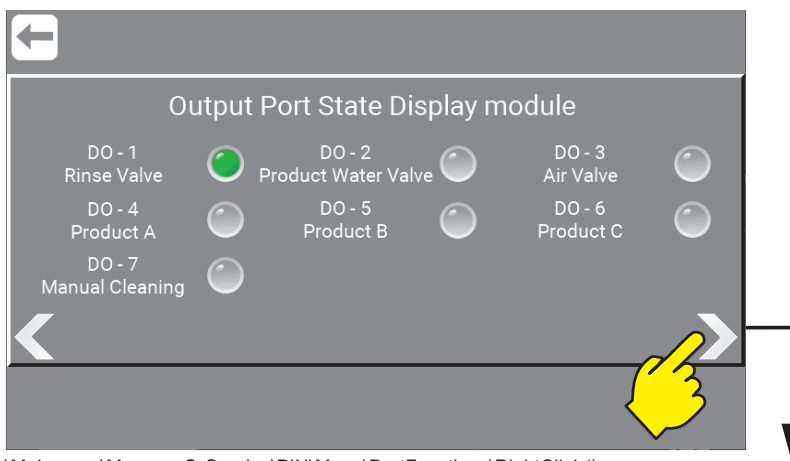 Output Port State Display module
DO - 1
Rinse Valve
DO - 2
Product Water Valve
DO - 3
Air Valve
DO - 4
Product A
DO - 5
Product B
DO - 6
Product C
DO - 7
Manual Cleaning